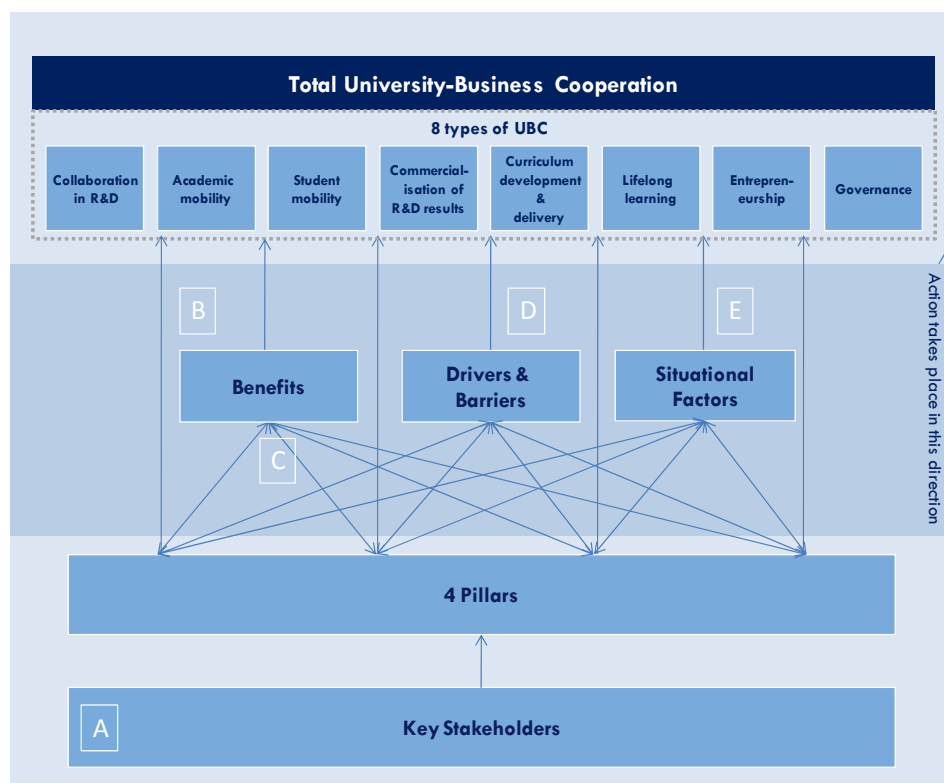 Total University-Business Cooperation
8 types of UBC
Collaboration
in R&D
Academic
mobility
Student
mobility
Commercial-
isation of
R&D results
Curriculum
development
&
delivery
Lifelong
learning
Entrepren-
eurship
Governance
B
D
E
Benefits
Drivers &
Barriers
Situational
Factors
Action takes place in this direction
C
4 Pillars
A
Key Stakeholders